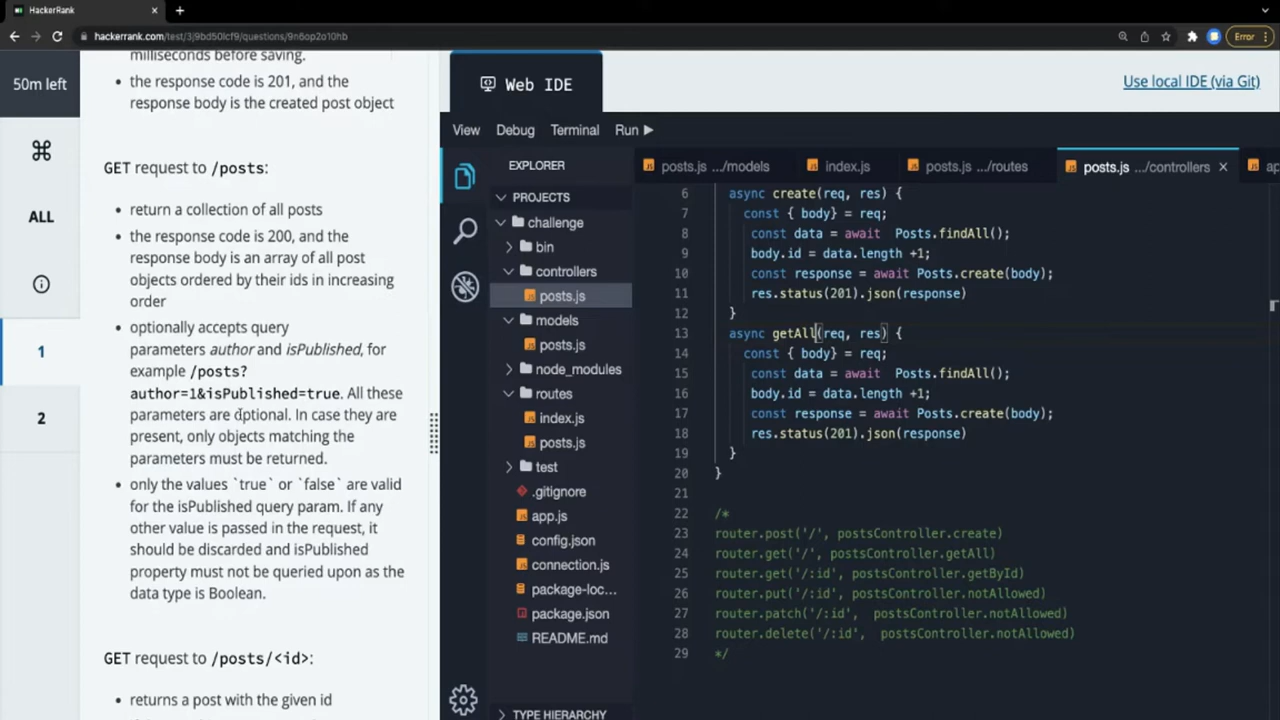 HackerRank
hackerrank.com/test/3/9bd50lcf9/questions/9n6op2o10hb
Error
50m left
ALL
1
2
milliseconds before saving.
the response code is 201, and the
response body is the created post object
GET request to /posts:
return a collection of all posts
the response code is 200, and the
response body is an array of all post
objects ordered by their ids in increasing
order
optionally accepts query
parameters author and isPublished, for
example /posts?
author=1&isPublished=true. All these
parameters are optional. In case they are
present, only objects matching the
parameters must be returned.
only the values `true` or `false` are valid
for the isPublished query param. If any
other value is passed in the request, it
should be discarded and isPublished
property must not be queried upon as the
data type is Boolean.
GET request to /posts/<id>:
returns a post with the given id
Web IDE
Use local IDE (via Git)
View Debug Terminal Run
EXPLORER
PROJECTS
challenge
bin
controllers
posts.js
models
posts.js
node_modules
routes
index.js
posts.js
test
.gitignore
app.js
config.json
connection.js
package-loc...
package.json
README.md
TYPE HIERARCHY
posts.js .../models index.js posts.js .../routes posts.js .../controllers ap
6 async create(req, res) {
7 const { body} = req;
8 const data = await Posts.findAll();
9 body.id = data.length +1;
10 const response = await Posts.create(body);
11 res.status(201).json(response)
12 }
13 async getAll(req, res) {
14 const { body} = req;
15 const data = await Posts.findAll();
16 body.id = data.length +1;
17 const response = await Posts.create(body);
18 res.status(201).json(response)
19 }
20 }
21
22 /*
23 router.post('/', postsController.create)
24 router.get('/', postsController.getAll)
25 router.get('/:id', postsController.getById)
26 router.put('/:id', postsController.notAllowed)
27 router.patch('/:id', postsController.notAllowed)
28 router.delete('/:id', postsController.notAllowed)
29 */